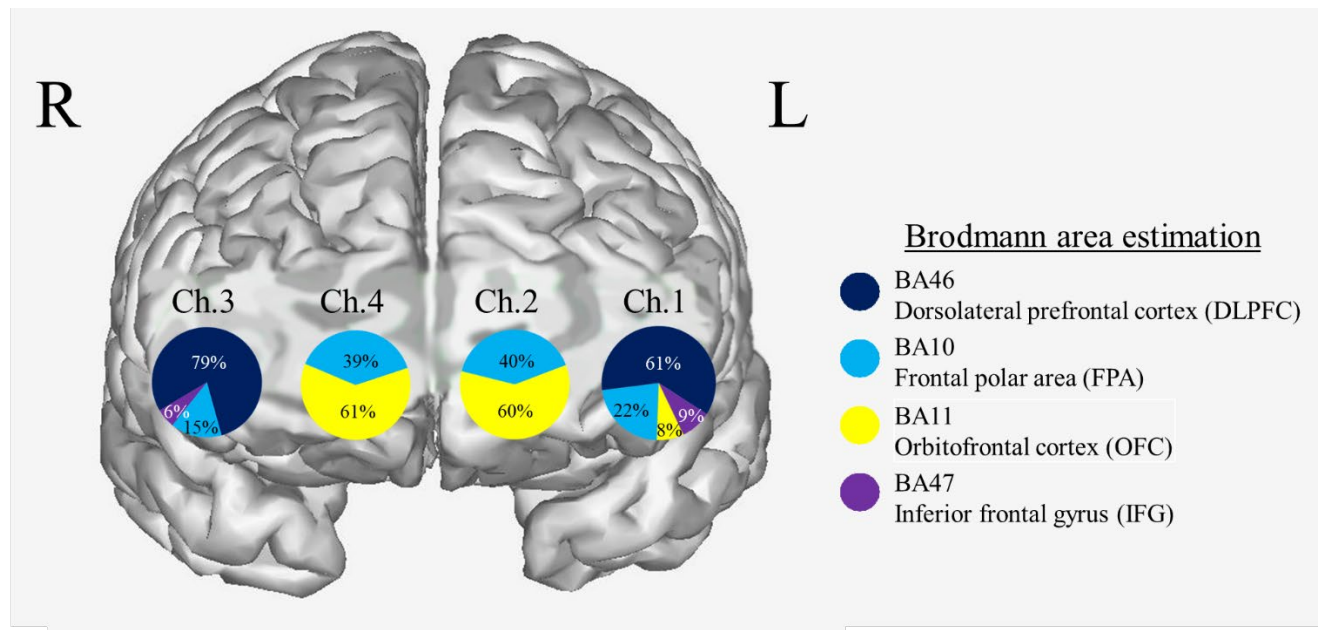 R
L
Ch.3
Ch.4
Ch.2
Ch.1
79%
6%
15%
39%
61%
40%
60%
61%
22%
8%
9%
Brodmann area estimation
BA46
Dorsolateral prefrontal cortex (DLPFC)
BA10
Frontal polar area (FPA)
BA11
Orbitofrontal cortex (OFC)
BA47
Inferior frontal gyrus (IFG)